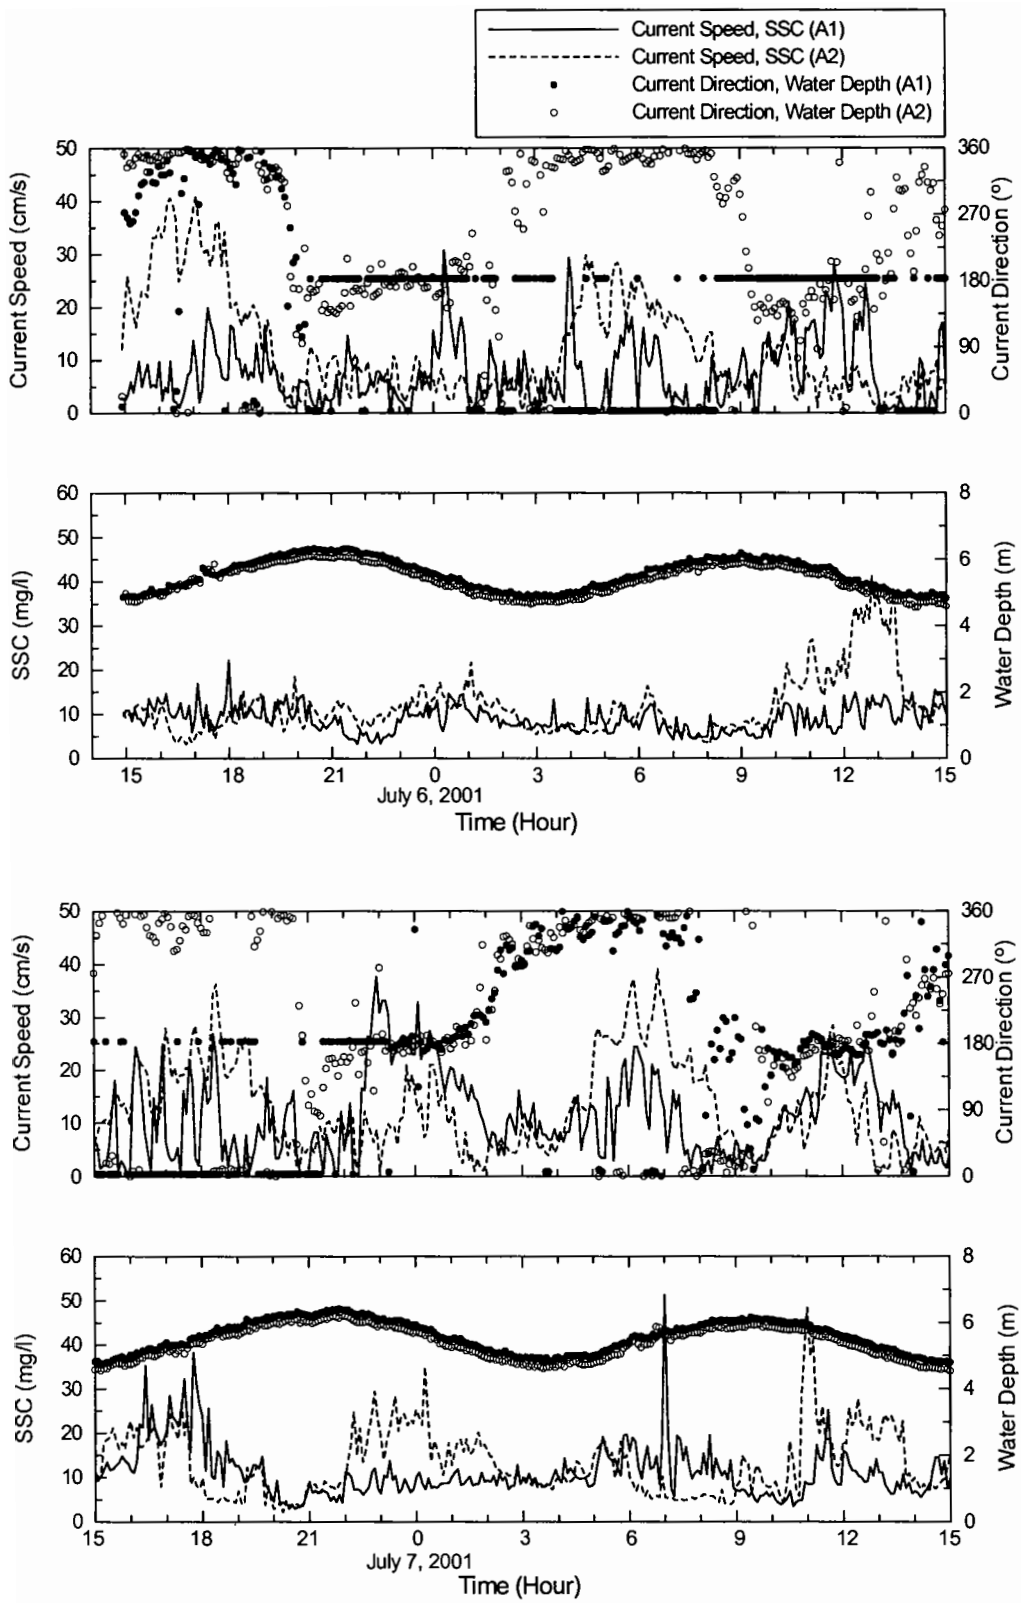 Current Speed, SSC (A1)
Current Speed, SSC (A2)
Current Direction, Water Depth (A1)
Current Direction, Water Depth (A2)
50
40
30
20
10
0
Current Speed (cm/s)
360
270
180
90
0
Current Direction (º)
60
50
40
30
20
10
0
SSC (mg/l)
8
6
4
2
0
Water Depth (m)
15 18 21 0 3 6 9 12 15
July 6, 2001
Time (Hour)
50
40
30
20
10
0
Current Speed (cm/s)
360
270
180
90
0
Current Direction (º)
60
50
40
30
20
10
0
SSC (mg/l)
8
6
4
2
0
Water Depth (m)
15 18 21 0 3 6 9 12 15
July 7, 2001
Time (Hour)